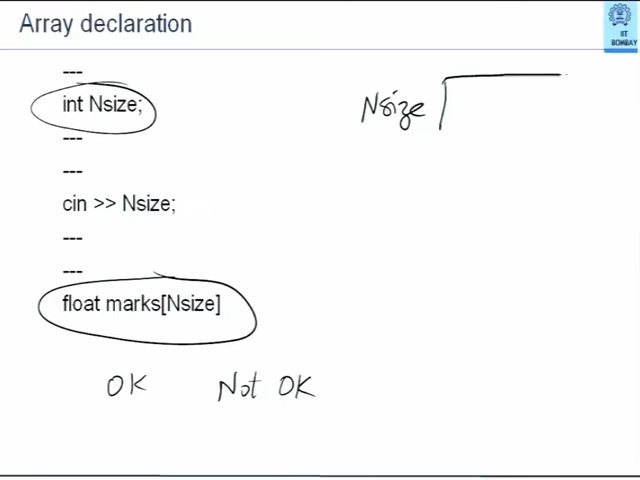 Array declaration
IIT
BOMBAY
---
int Nsize;
Nsize
---
---
cin >> Nsize;
---
---
float marks[Nsize]
OK Not OK